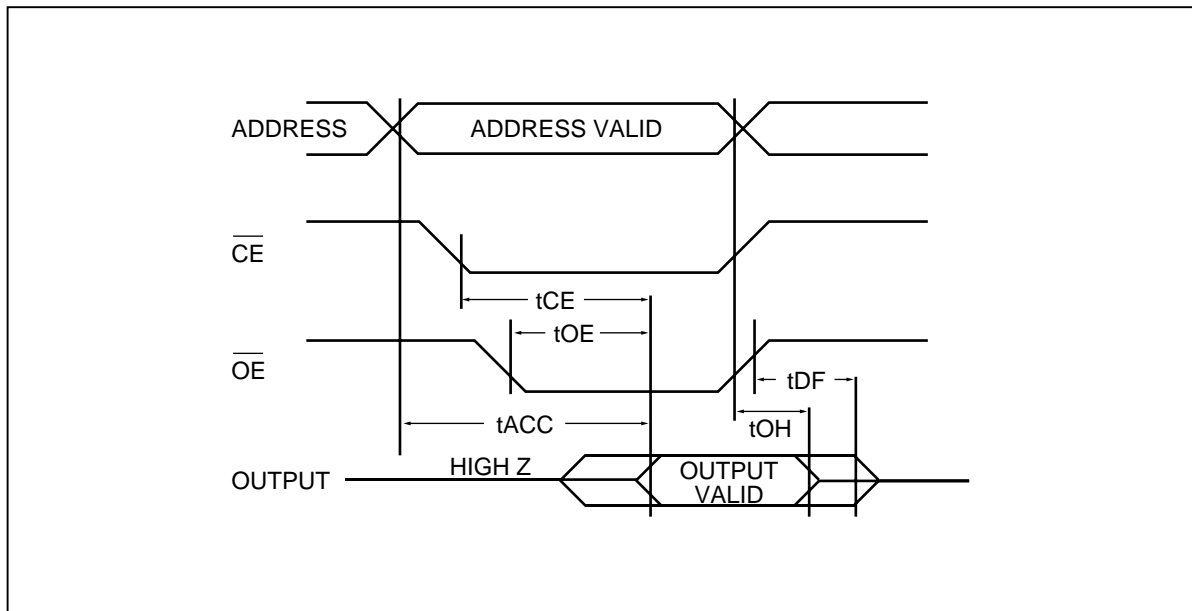 ADDRESS
ADDRESS VALID
CE
tCE
tOE
OE
tDF
tACC
tOH
HIGH Z
OUTPUT
OUTPUT
VALID